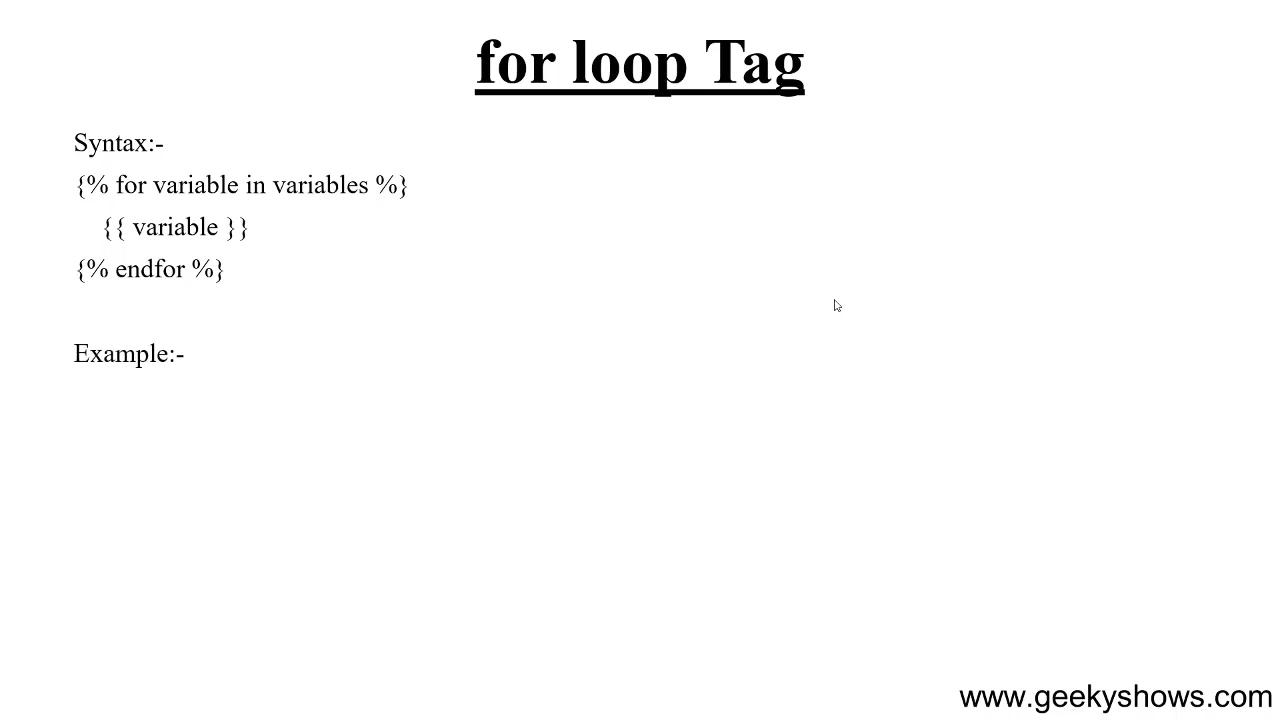 for loop Tag
Syntax:-
{% for variable in variables %}
{{ variable }}
{% endfor %}
Example:-
www.geekyshows.com